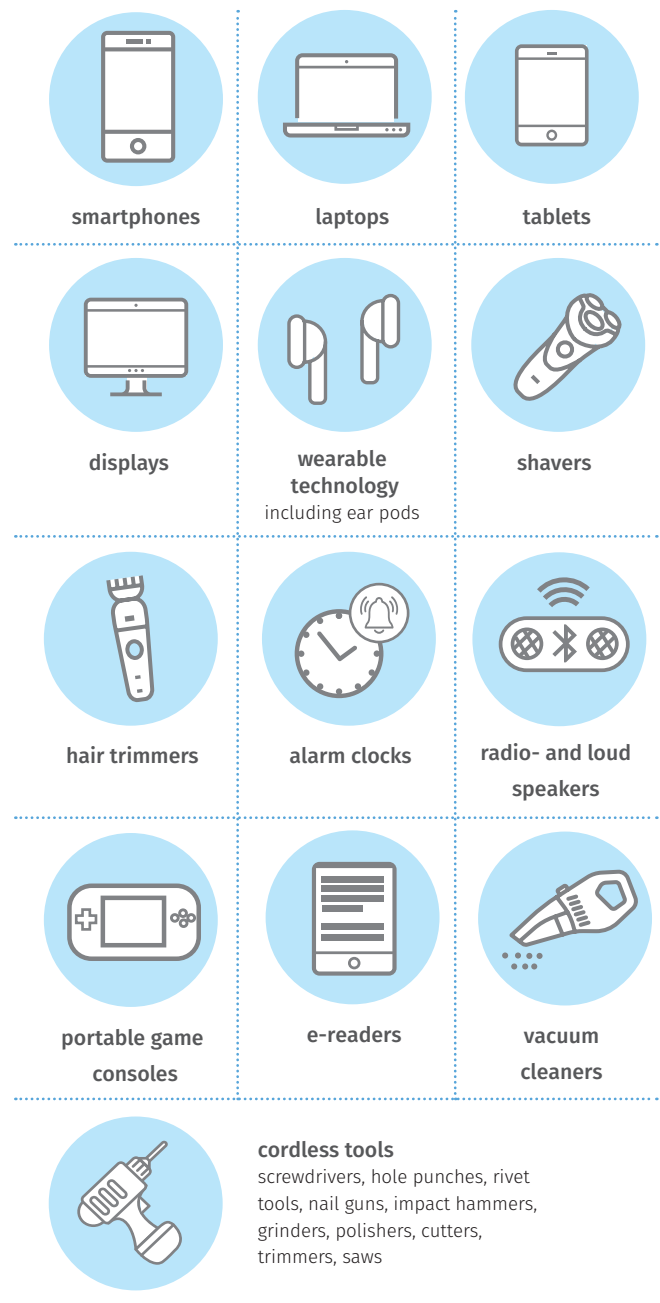 smartphones
laptops
tablets
displays
wearable
technology
including ear pods
shavers
hair trimmers
alarm clocks
radio- and loud
speakers
portable game
consoles
e-readers
vacuum
cleaners
cordless tools
screwdrivers, hole punches, rivet
tools, nail guns, impact hammers,
grinders, polishers, cutters,
trimmers, saws